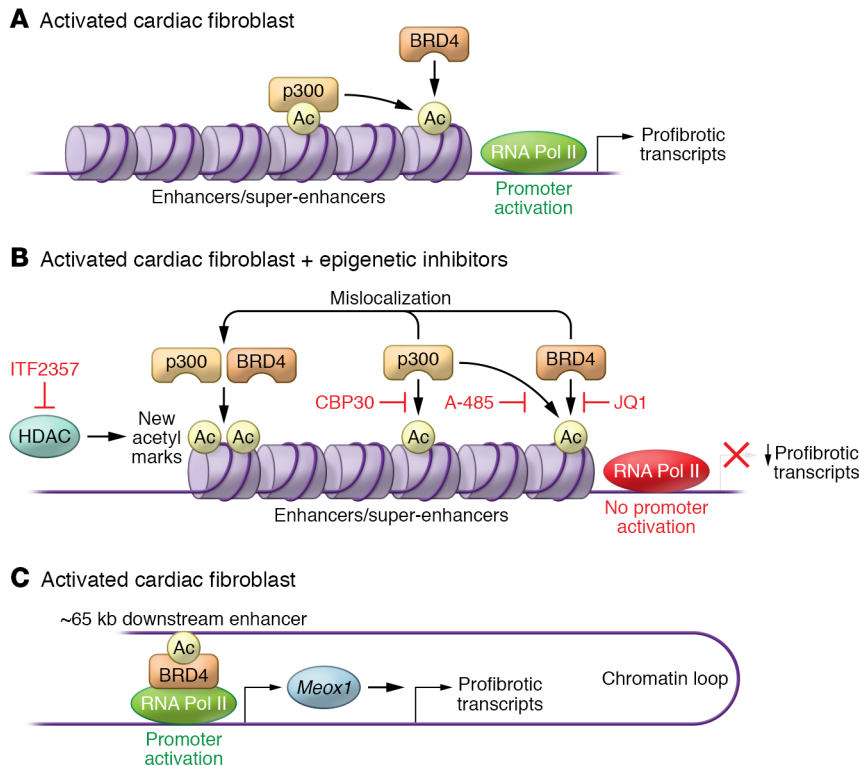 A Activated cardiac fibroblast
BRD4
p300
Ac
Ac
RNA Pol II
Profibrotic
transcripts
Enhancers/super-enhancers
Promoter
activation
B Activated cardiac fibroblast + epigenetic inhibitors
Mislocalization
p300
BRD4
p300
BRD4
ITF2357
CBP30
A-485
JQ1
HDAC
New
acetyl
marks
Ac
Ac
Ac
Ac
RNA Pol II
Profibrotic
transcripts
Enhancers/super-enhancers
No promoter
activation
C Activated cardiac fibroblast
~65 kb downstream enhancer
Ac
BRD4
RNA Pol II
Meox1
Profibrotic
transcripts
Chromatin loop
Promoter
activation